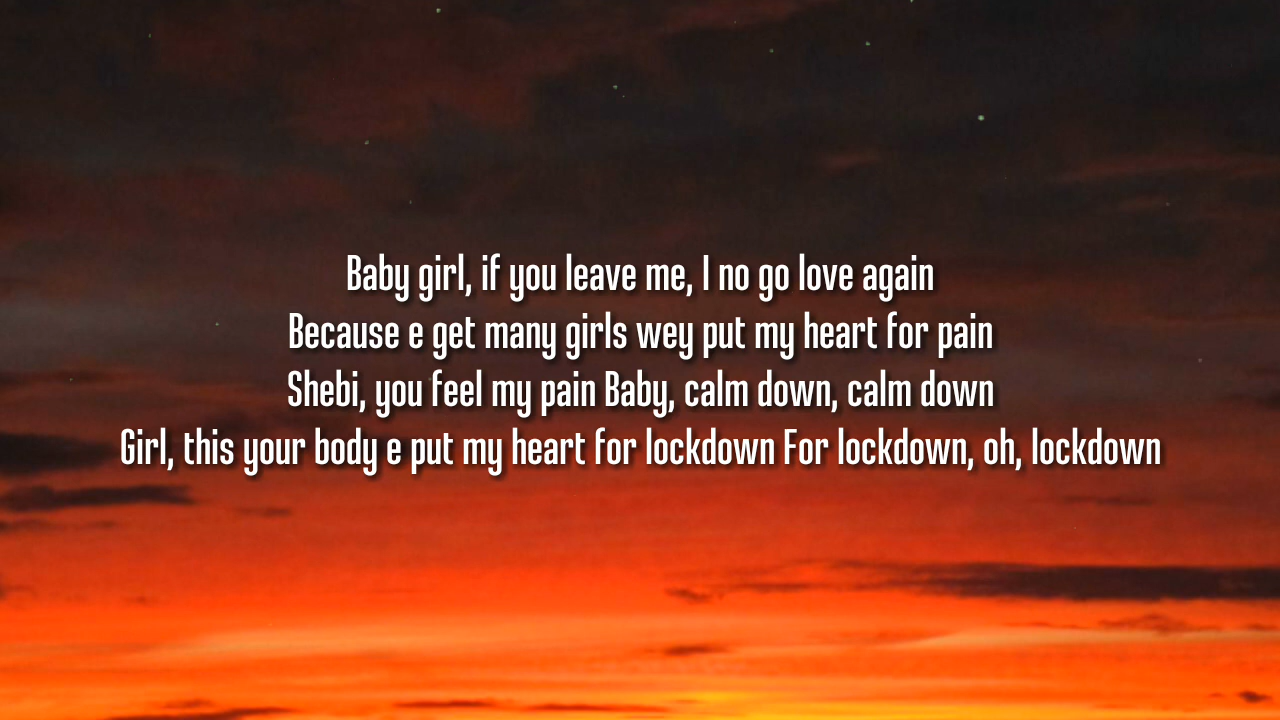 Baby girl, if you leave me, I no go love again
Because e get many girls wey put my heart for pain
Shebi, you feel my pain Baby, calm down, calm down
Girl, this your body e put my heart for lockdown For lockdown, oh, lockdown